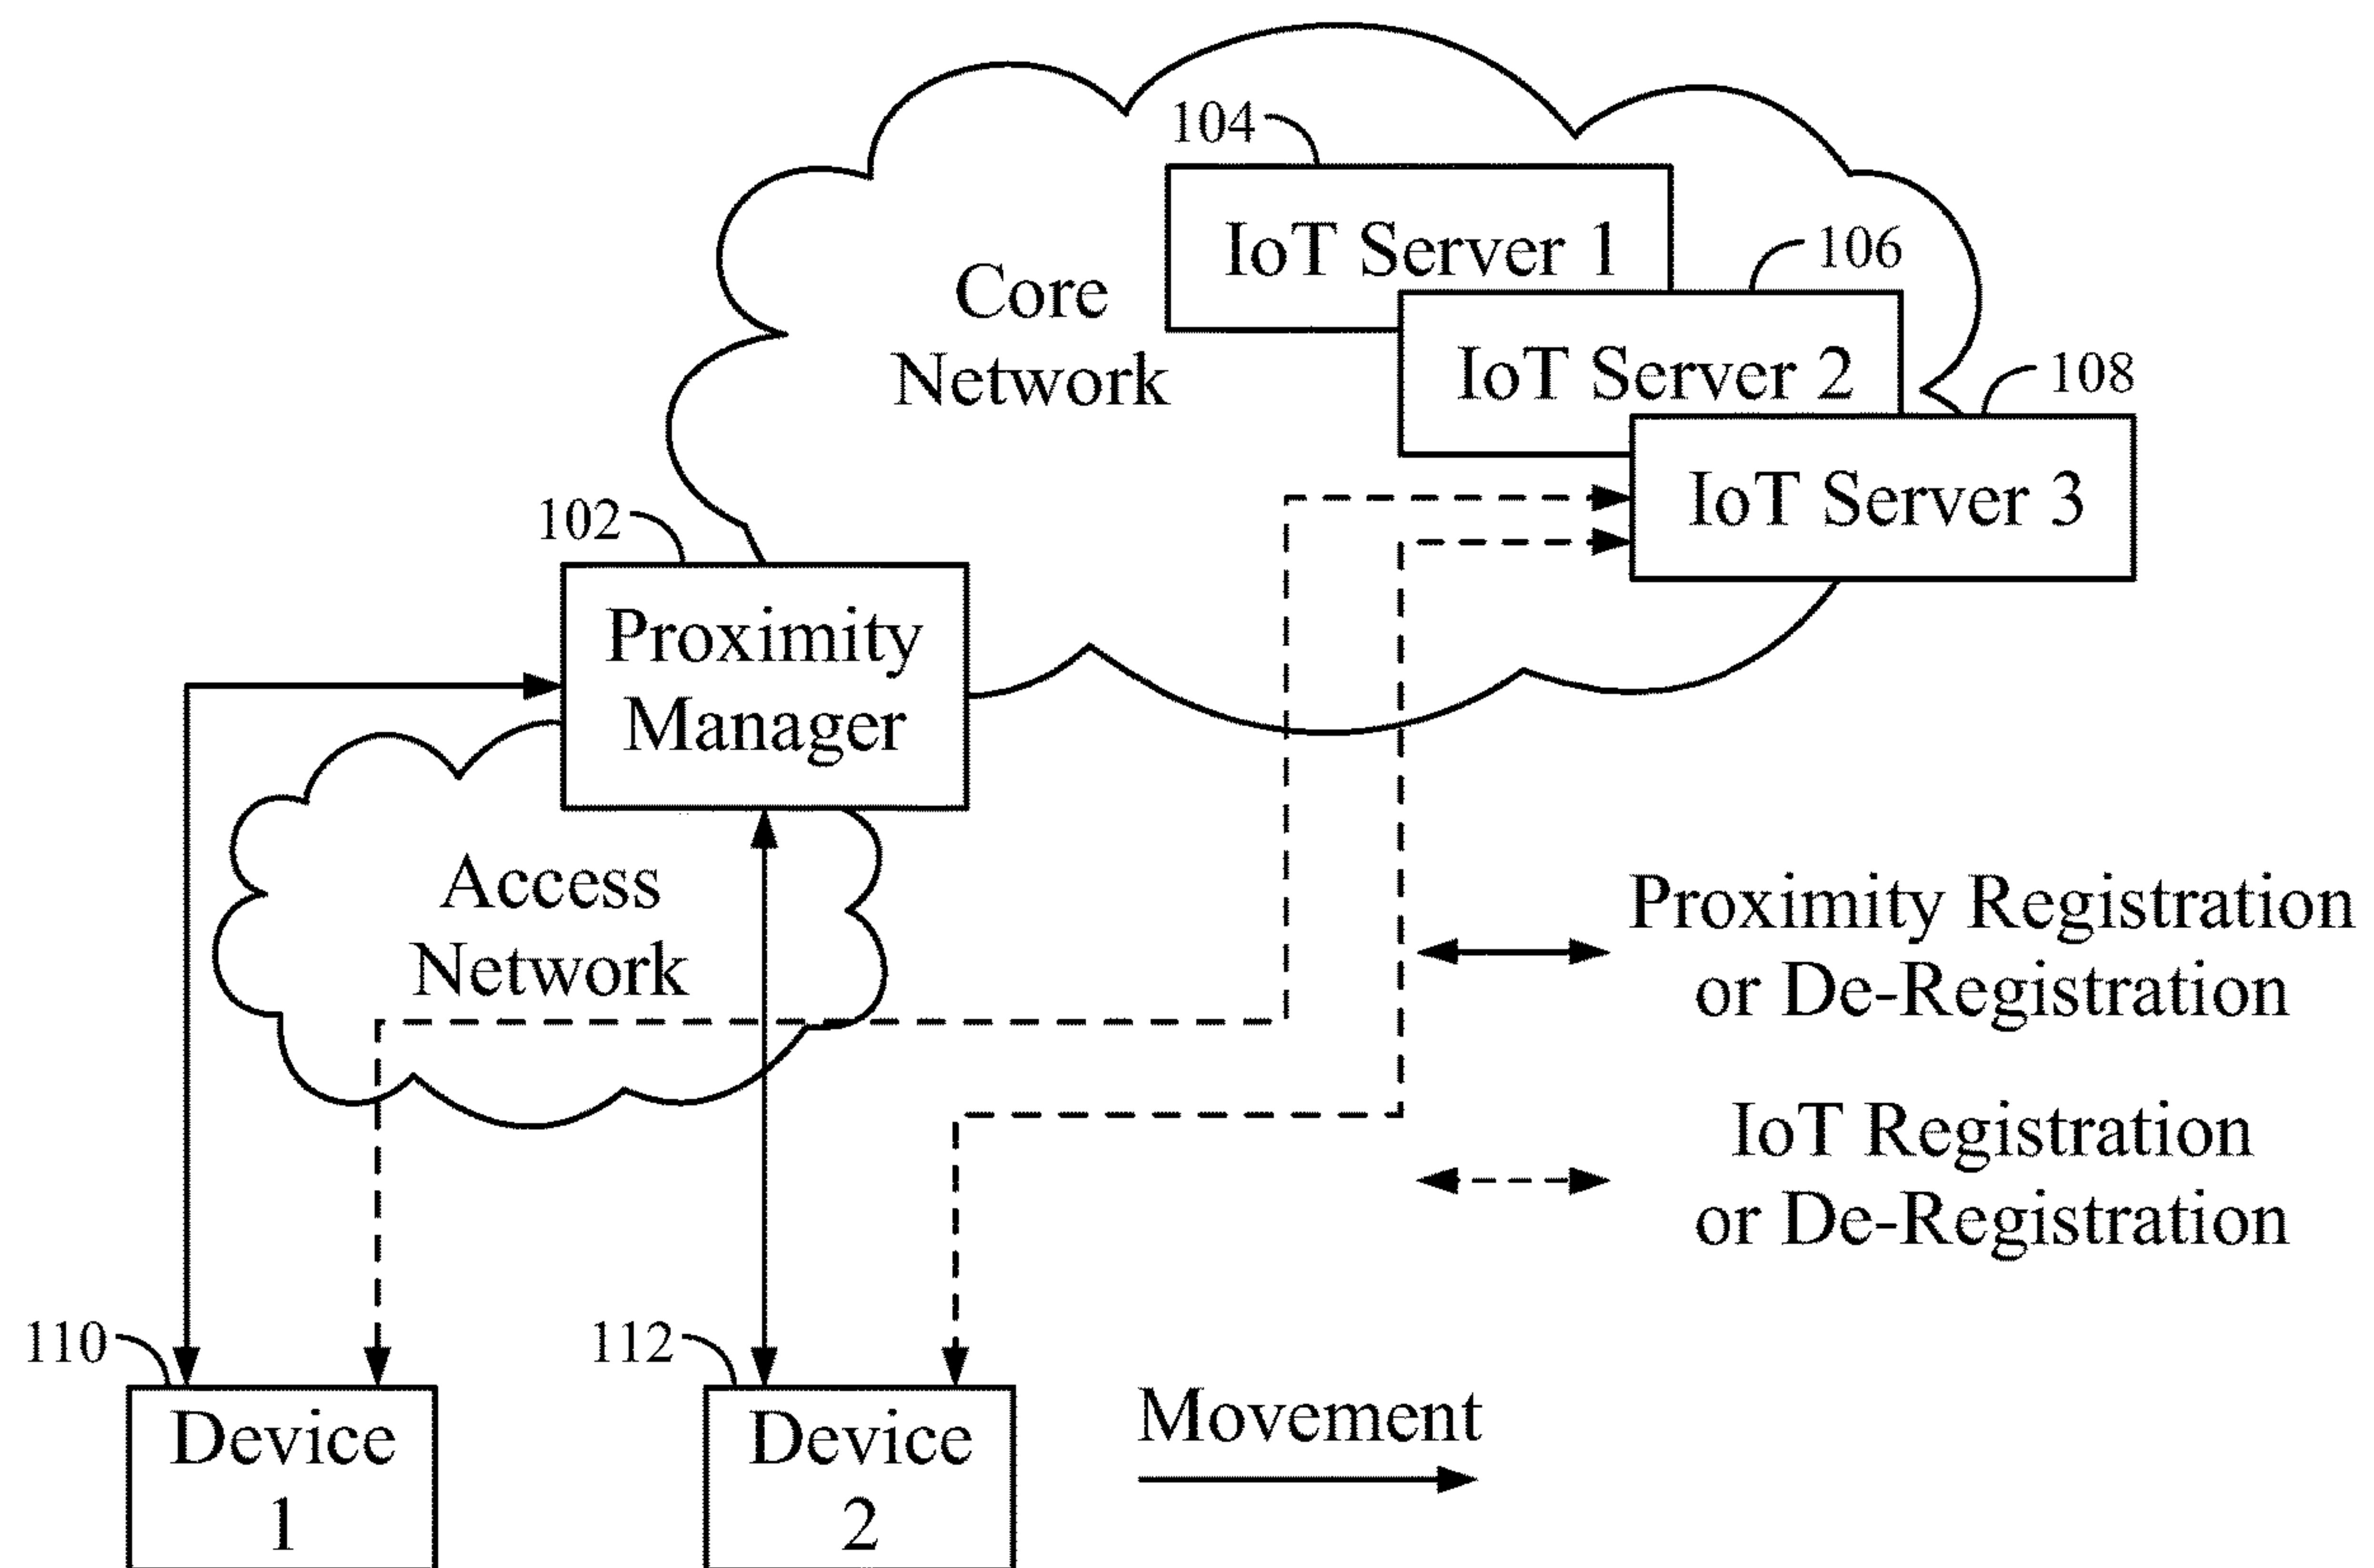 104
IoT Server 1
106
Core
Network
IoT Server 2
108
IoT Server 3
102
Proximity
Manager
Access
Network
Proximity Registration
or De-Registration
IoT Registration
or De-Registration
110
112
Device
1
Device
2
Movement